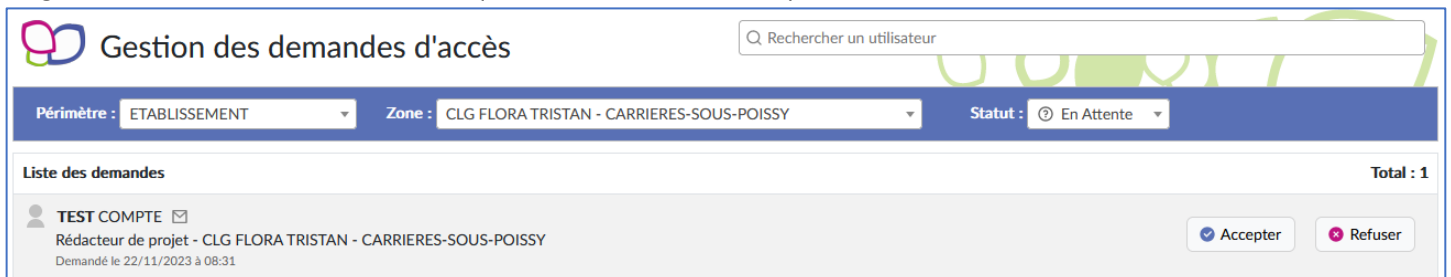 Gestion des demandes d'accès
Rechercher un utilisateur
Périmètre : ETABLISSEMENT Zone : CLG FLORA TRISTAN - CARRIERES-SOUS-POISSY Statut : En Attente
Liste des demandes Total : 1
TEST COMPTE
Rédacteur de projet - CLG FLORA TRISTAN - CARRIERES-SOUS-POISSY
Accepter Refuser
Demandé le 22/11/2023 à 08:31